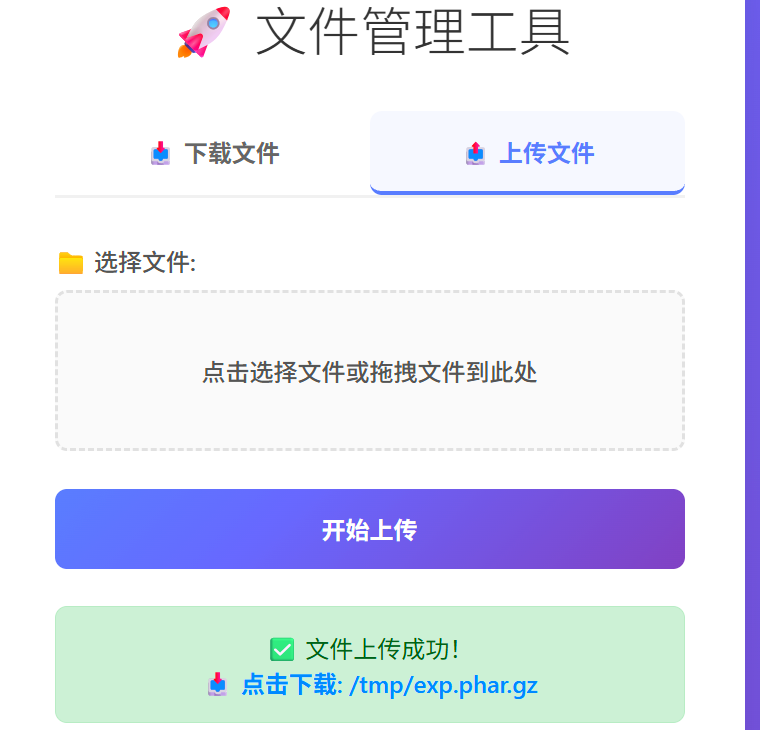 🚀 文件管理工具
📥 下载文件
📤 上传文件
📁 选择文件:
点击选择文件或拖拽文件到此处
开始上传
✅ 文件上传成功！
📥 点击下载: /tmp/exp.phar.gz